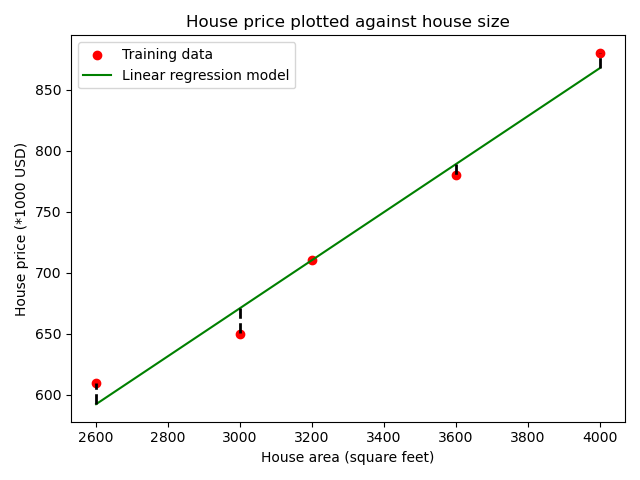 House price plotted against house size
Training data
Linear regression model
House price (*1000 USD)
850
800
750
700
650
600
2600 2800 3000 3200 3400 3600 3800 4000
House area (square feet)